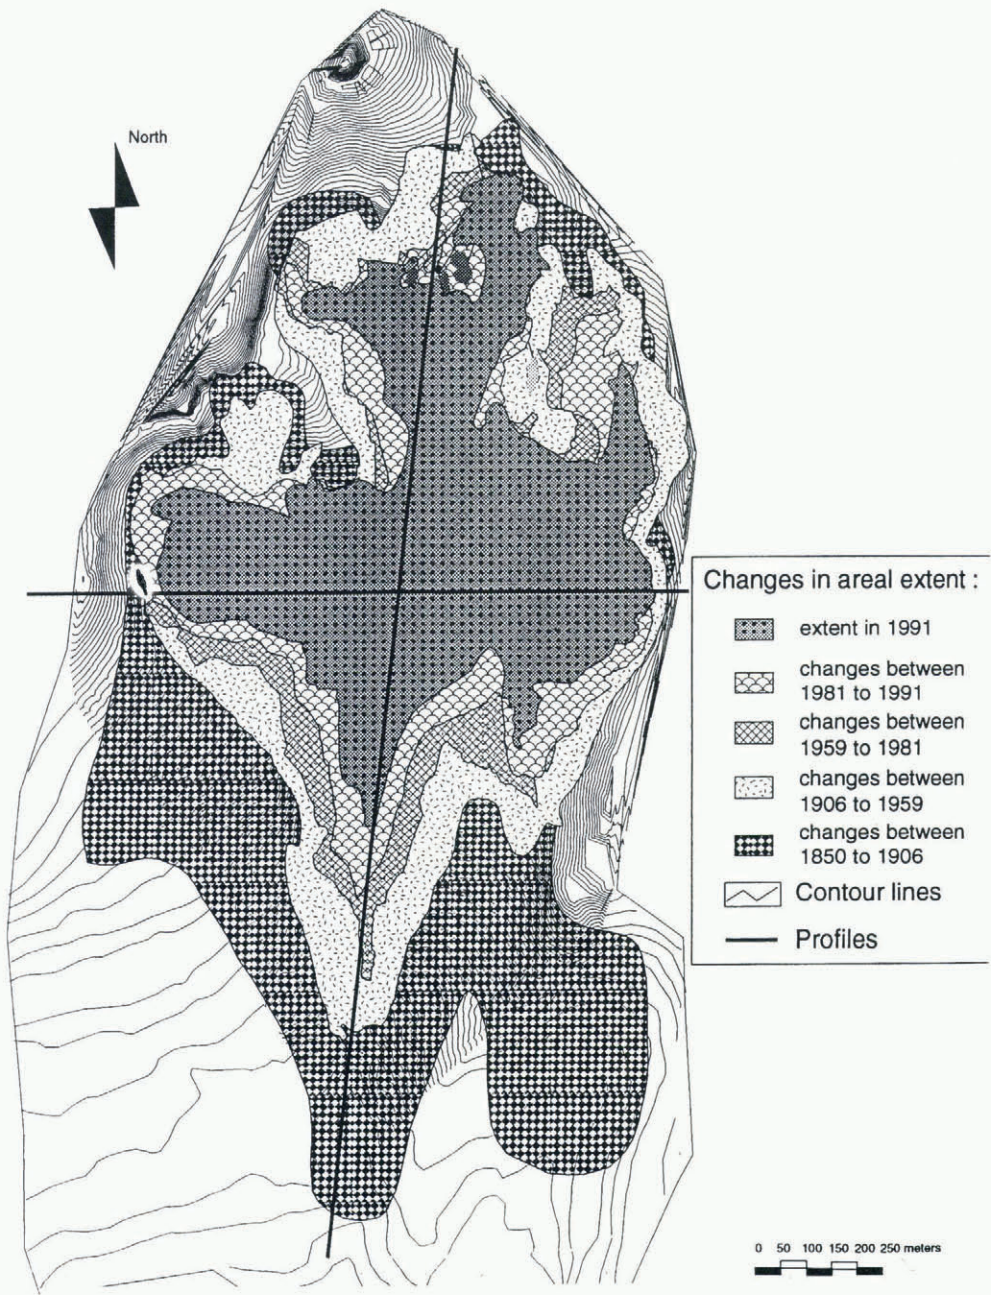 North
Changes in areal extent :
extent in 1991
changes between
1981 to 1991
changes between
1959 to 1981
changes between
1906 to 1959
changes between
1850 to 1906
Contour lines
Profiles
0 50 100 150 200 250 meters